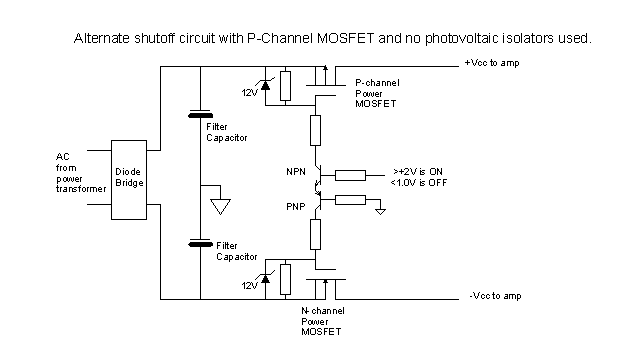 Alternate shutoff circuit with P-Channel MOSFET and no photovoltaic isolators used.
+Vcc to amp
12V
P-channel
Power
MOSFET
Filter
Capacitor
AC
from
power
transformer
Diode
Bridge
NPN
>+2V is ON
<1.0V is OFF
PNP
Filter
Capacitor
12V
-Vcc to amp
N-channel
Power
MOSFET